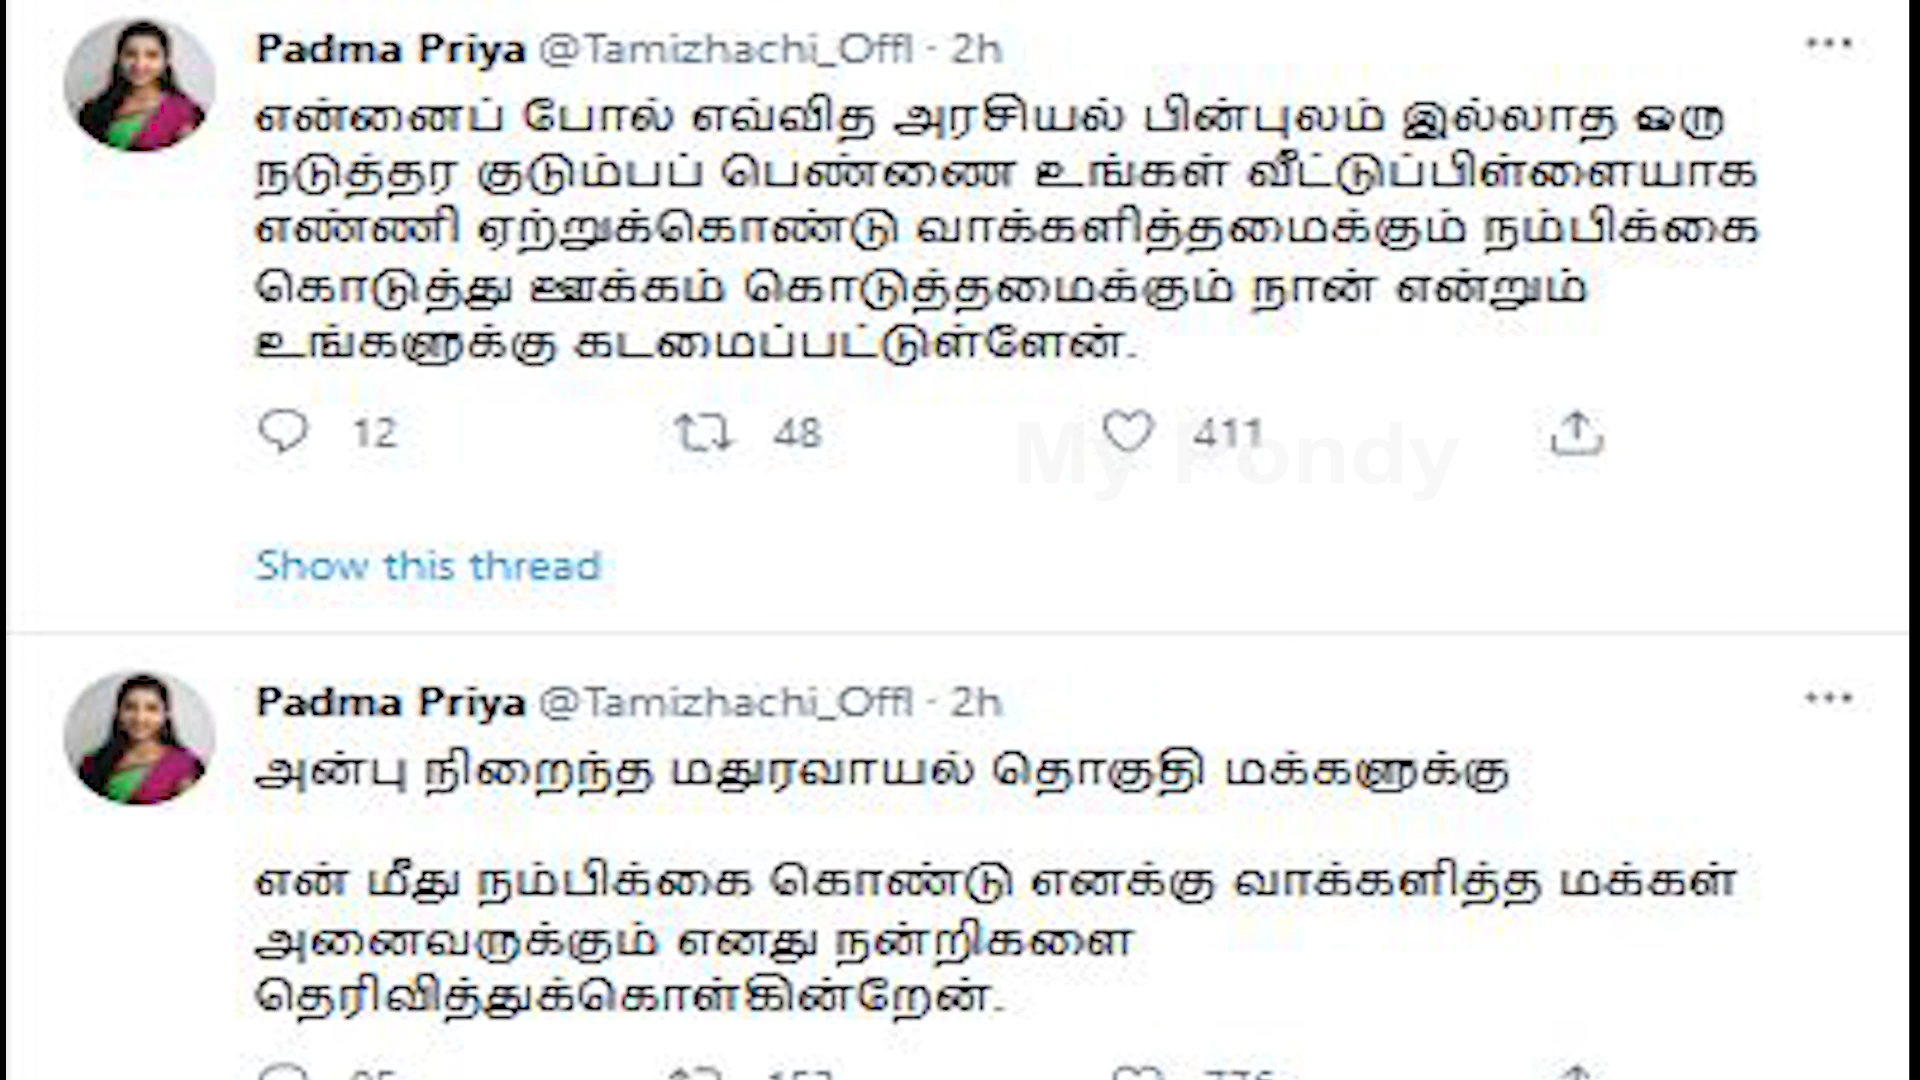 Padma Priya @Tamizhachi_Offl · 2h
என்னைப் போல் எவ்வித அரசியல் பின்புலம் இல்லாத ஒரு
நடுத்தர குடும்பப் பெண்ணை உங்கள் வீட்டுப்பிள்ளையாக
எண்ணி ஏற்றுக்கொண்டு வாக்களித்தமைக்கும் நம்பிக்கை
கொடுத்து ஊக்கம் கொடுத்தமைக்கும் நான் என்றும்
உங்களுக்கு கடமைப்பட்டுள்ளேன்.
12 48 411
My Pondy
Show this thread
Padma Priya @Tamizhachi_Offl · 2h
அன்பு நிறைந்த மதுரவாயல் தொகுதி மக்களுக்கு
என் மீது நம்பிக்கை கொண்டு எனக்கு வாக்களித்த மக்கள்
அனைவருக்கும் எனது நன்றிகளை
தெரிவித்துக்கொள்கின்றேன்.